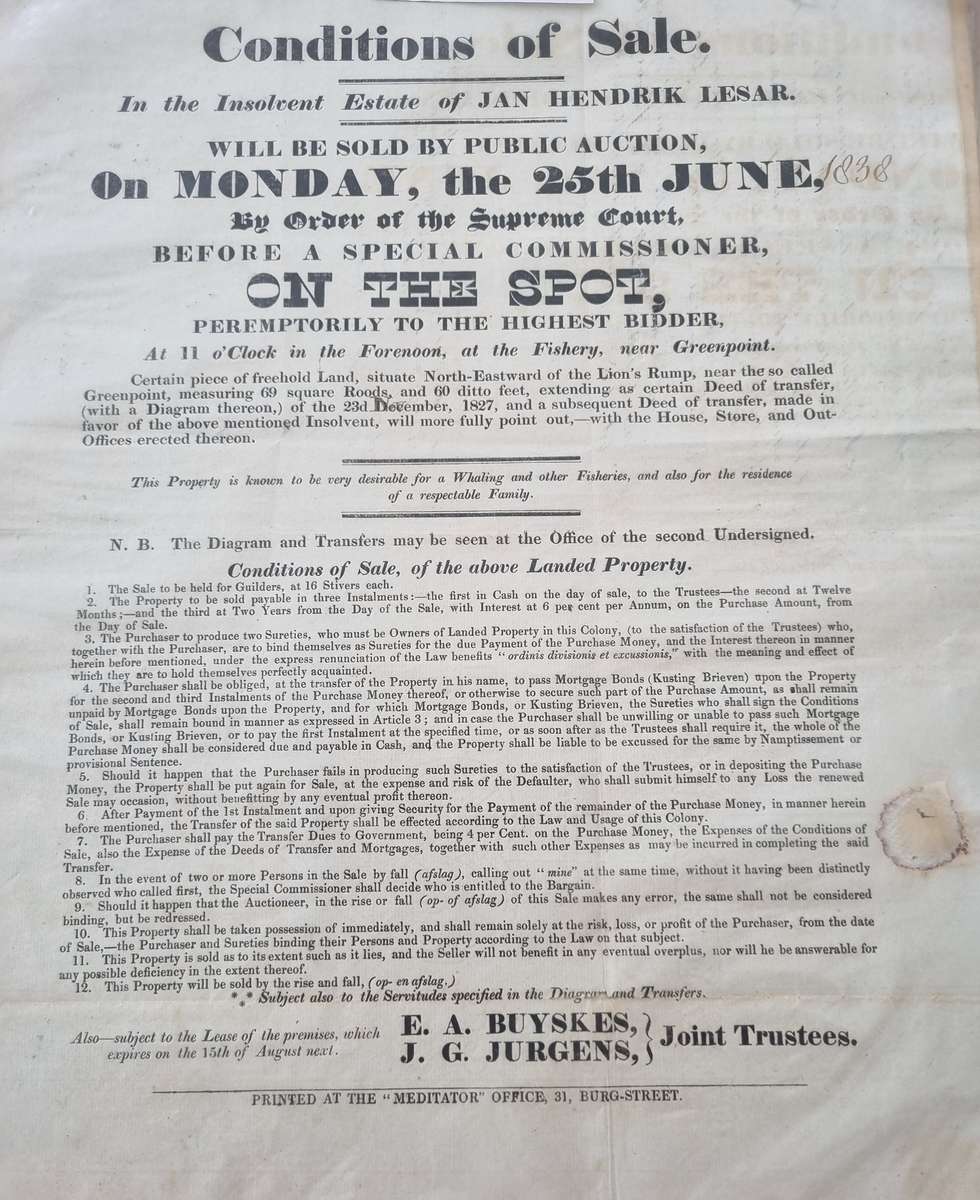 Conditions of Sale.
In the Insolvent Estate of JAN HENDRIK LESAR.
WILL BE SOLD BY PUBLIC AUCTION,
On MONDAY, the 25th JUNE, 1838
By Order of the Supreme Court,
BEFORE A SPECIAL COMMISSIONER,
ON THE SPOT,
PEREMPTORILY TO THE HIGHEST BIDDER,
At 11 o'Clock in the Forenoon, at the Fishery, near Greenpoint.
Certain piece of freehold Land, situate North-Eastward of the Lion's Rump, near the so called
Greenpoint, measuring 69 square Roods, and 60 ditto feet, extending as certain Deed of transfer,
(with a Diagram thereon,) of the 23d December, 1827, and a subsequent Deed of transfer, made in
favor of the above mentioned Insolvent, will more fully point out,—with the House, Store, and Out-
Offices erected thereon.
This Property is known to be very desirable for a Whaling and other Fisheries, and also for the residence
of a respectable Family.
N. B. The Diagram and Transfers may be seen at the Office of the second Undersigned.
Conditions of Sale, of the above Landed Property.
1. The Sale to be held for Guilders, at 16 Stivers each.
2. The Property to be sold payable in three Instalments:—the first in Cash on the day of sale, to the Trustees—the second at Twelve
Months;—and the third at Two Years from the Day of the Sale, with Interest at 6 per cent per Annum, on the Purchase Amount, from
the Day of Sale.
3. The Purchaser to produce two Sureties, who must be Owners of Landed Property in this Colony, (to the satisfaction of the Trustees) who,
together with the Purchaser, are to bind themselves as Sureties for the due Payment of the Purchase Money, and the Interest thereon in manner
herein before mentioned, under the express renunciation of the Law benefits "ordinis divisionis et excussionis," with the meaning and effect of
which they are to hold themselves perfectly acquainted.
4. The Purchaser shall be obliged, at the transfer of the Property in his name, to pass Mortgage Bonds (Kusting Brieven) upon the Property
for the second and third Instalments of the Purchase Money thereof, or otherwise to secure such part of the Purchase Amount, as shall remain
unpaid by Mortgage Bonds upon the Property, and for which Mortgage Bonds, or Kusting Brieven, the Sureties who shall sign the Conditions
of Sale, shall remain bound in manner as expressed in Article 3; and in case the Purchaser shall be unwilling or unable to pass such Mortgage
Bonds, or Kusting Brieven, or to pay the first Instalment at the specified time, or as soon after as the Trustees shall require it, the whole of the
Purchase Money shall be considered due and payable in Cash, and the Property shall be liable to be excussed for the same by Namptissement or
provisional Sentence.
5. Should it happen that the Purchaser fails in producing such Sureties to the satisfaction of the Trustees, or in depositing the Purchase
Money, the Property shall be put again for Sale, at the expense and risk of the Defaulter, who shall submit himself to any Loss the renewed
Sale may occasion, without benefitting by any eventual profit thereon.
6. After Payment of the 1st Instalment and upon giving Security for the Payment of the remainder of the Purchase Money, in manner herein
before mentioned, the Transfer of the said Property shall be effected according to the Law and Usage of this Colony.
7. The Purchaser shall pay the Transfer Dues to Government, being 4 per Cent. on the Purchase Money, the Expenses of the Conditions of
Sale, also the Expense of the Deeds of Transfer and Mortgages, together with such other Expenses as may be incurred in completing the said
Transfer.
8. In the event of two or more Persons in the Sale by fall (afslag), calling out "mine" at the same time, without it having been distinctly
observed who called first, the Special Commissioner shall decide who is entitled to the Bargain.
9. Should it happen that the Auctioneer, in the rise or fall (op- of afslag) of this Sale makes any error, the same shall not be considered
binding, but be redressed.
10. This Property shall be taken possession of immediately, and shall remain solely at the risk, loss, or profit of the Purchaser, from the date
of Sale,—the Purchaser and Sureties binding their Persons and Property according to the Law on that subject.
11. This Property is sold as to its extent such as it lies, and the Seller will not benefit in any eventual overplus, nor will he be answerable for
any possible deficiency in the extent thereof.
12. This Property will be sold by the rise and fall, (op- en afslag.)
*⁎* Subject also to the Servitudes specified in the Diagram and Transfers.
Also—subject to the Lease of the premises, which
expires on the 15th of August next.
E. A. BUYSKES,
J. G. JURGENS,
} Joint Trustees.
PRINTED AT THE "MEDITATOR" OFFICE, 31, BURG-STREET.